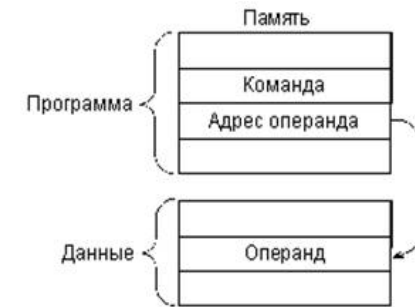 Память
Команда
Программа
Адрес операнда
Данные
Операнд